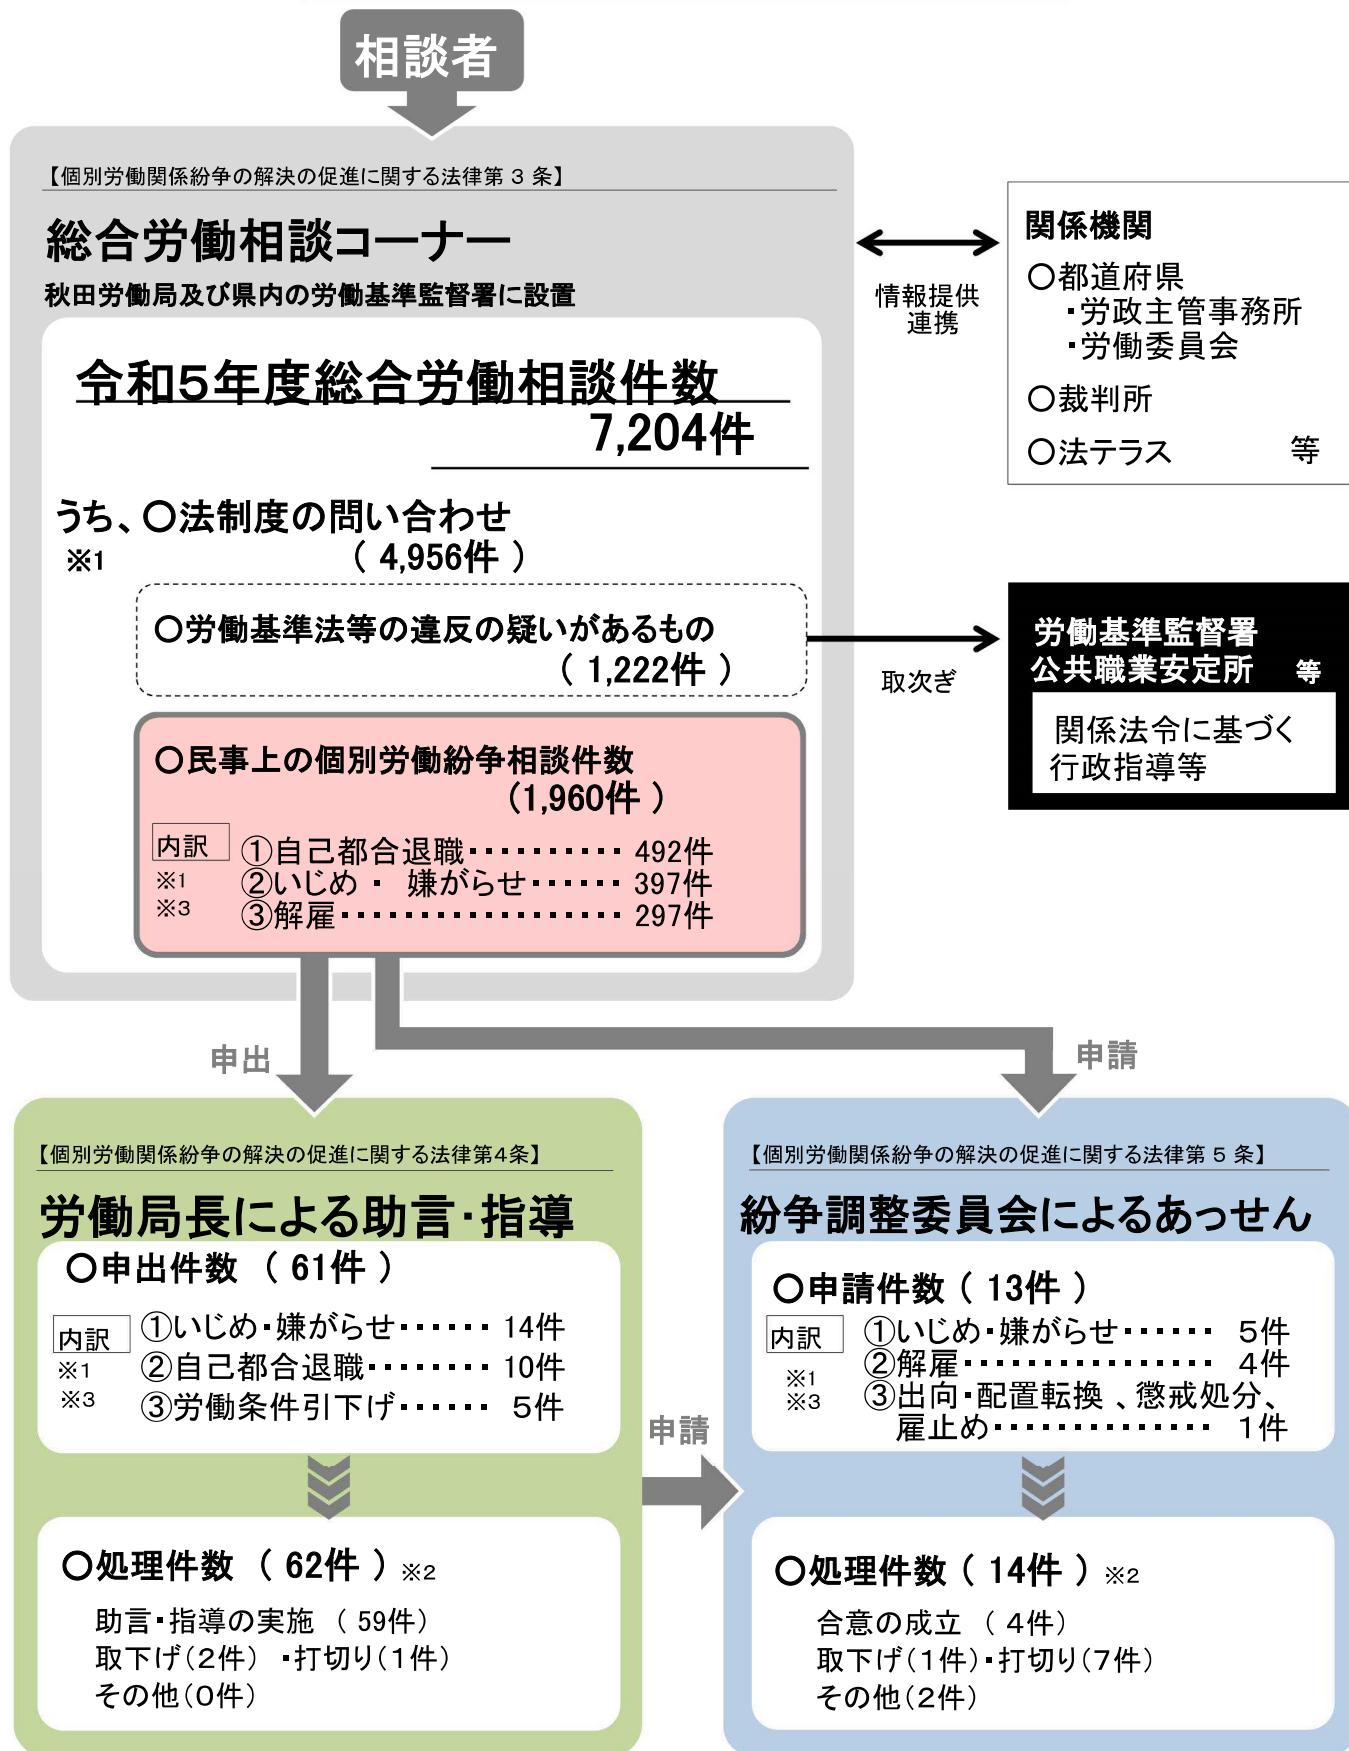 相談者
【個別労働関係紛争の解決の促進に関する法律第 3 条】
総合労働相談コーナー
秋田労働局及び県内の労働基準監督署に設置
令和5年度総合労働相談件数
7,204件
うち、○法制度の問い合わせ
※1 （ 4,956件 ）
○労働基準法等の違反の疑いがあるもの
（ 1,222件 ）
○民事上の個別労働紛争相談件数
（1,960件 ）
内訳 ①自己都合退職･･････････ 492件
※1 ②いじめ ・ 嫌がらせ･･････ 397件
※3 ③解雇･･････････････････ 297件
情報提供
連携
関係機関
○都道府県
･労政主管事務所
･労働委員会
○裁判所
○法テラス 等
取次ぎ
労働基準監督署
公共職業安定所 等
関係法令に基づく
行政指導等
申出
申請
【個別労働関係紛争の解決の促進に関する法律第4条】
労働局長による助言･指導
○申出件数 （ 61件 ）
内訳 ①いじめ･嫌がらせ･･････ 14件
※1 ②自己都合退職････････ 10件
※3 ③労働条件引下げ･･････ 5件
○処理件数 （ 62件 ）※2
助言･指導の実施 （ 59件）
取下げ（2件） ･打切り（1件）
その他（0件）
申請
【個別労働関係紛争の解決の促進に関する法律第 5 条】
紛争調整委員会によるあっせん
○申請件数（ 13件 ）
内訳 ①いじめ･嫌がらせ･･････ 5件
※1 ②解雇････････････････ 4件
※3 ③出向･配置転換 、懲戒処分、
雇止め･･････････････ 1件
○処理件数（ 14件 ）※2
合意の成立 （ 4件）
取下げ（1件）･打切り（7件）
その他（2件）